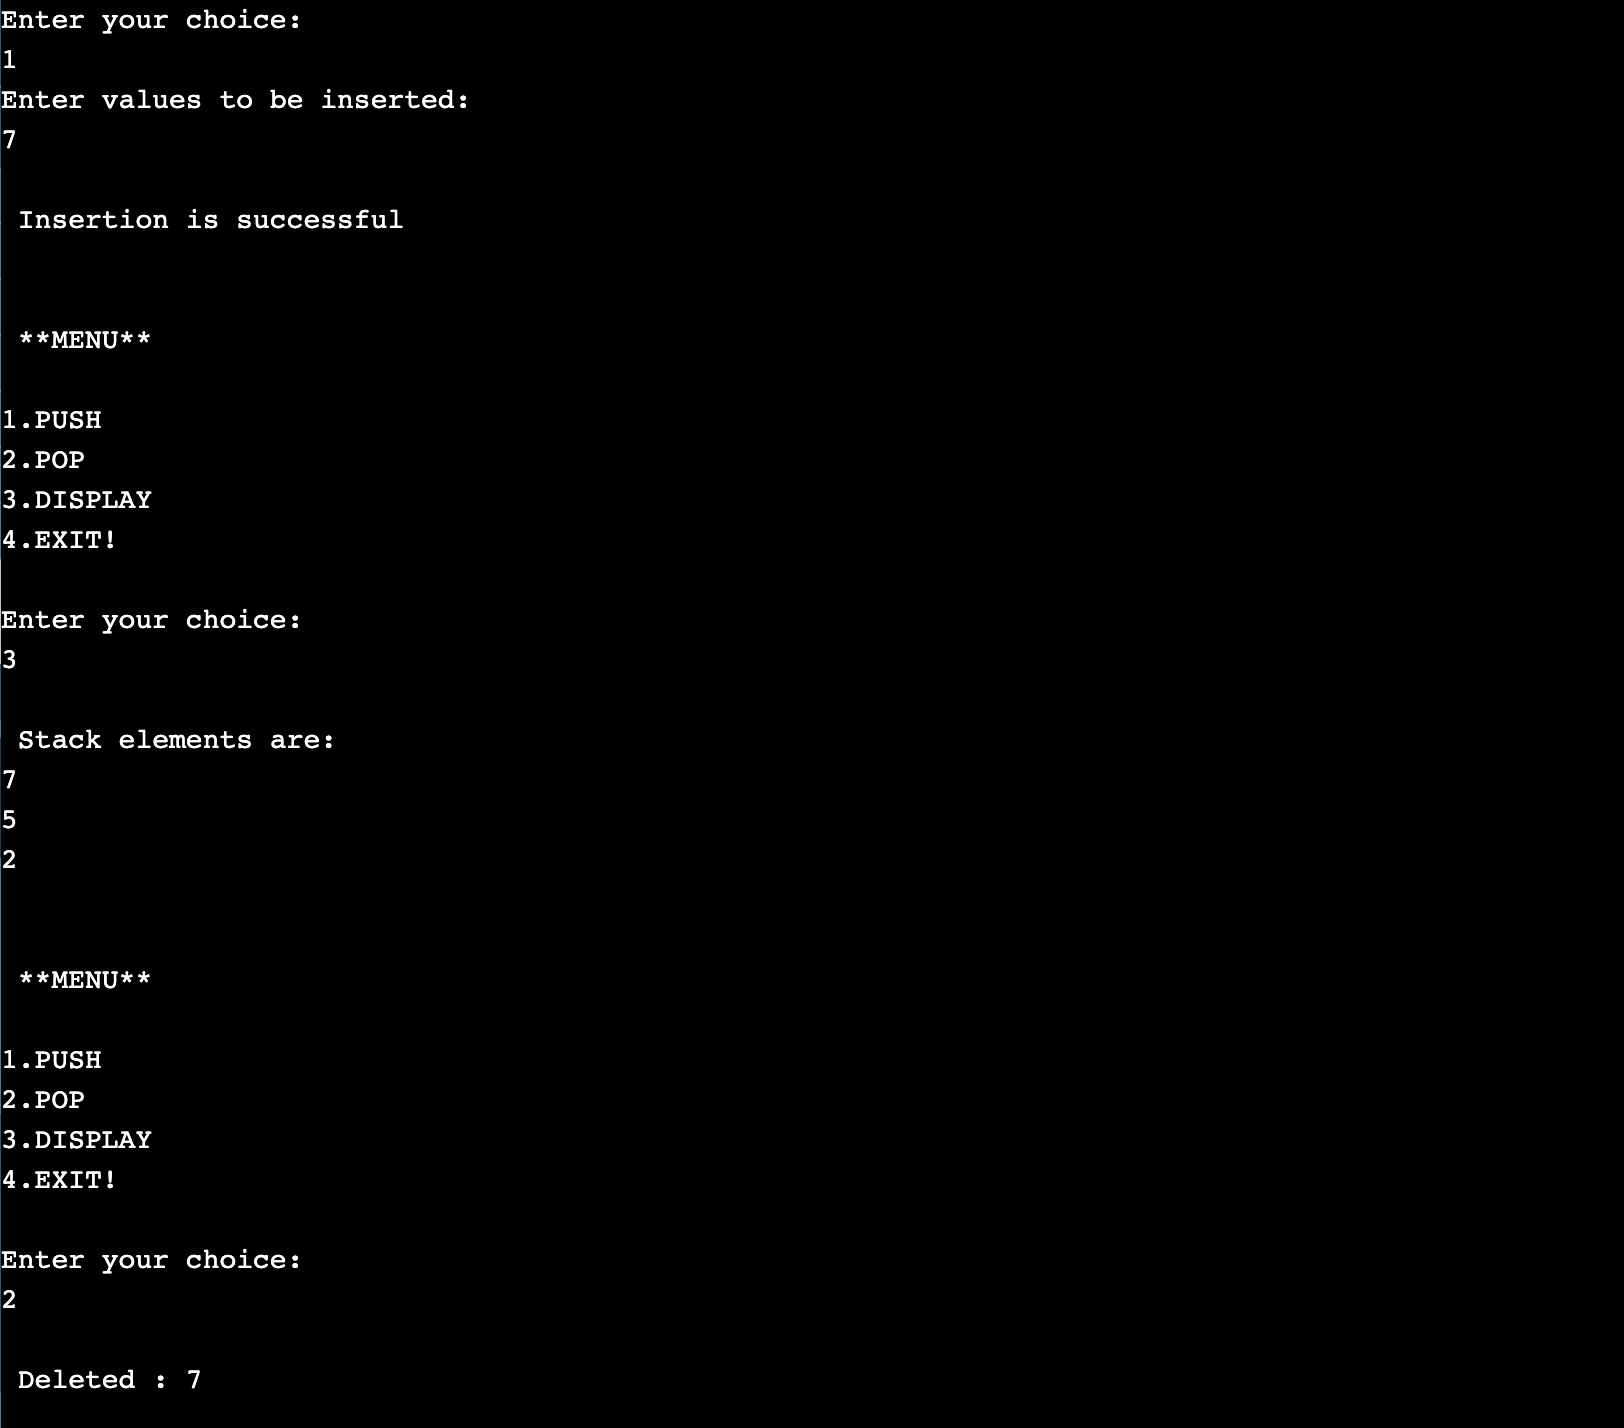 Enter your choice:
1
Enter values to be inserted:
7
Insertion is successful
**MENU**
1.PUSH
2.POP
3.DISPLAY
4.EXIT!
Enter your choice:
3
Stack elements are:
7
5
2
**MENU**
1.PUSH
2.POP
3.DISPLAY
4.EXIT!
Enter your choice:
2
Deleted : 7